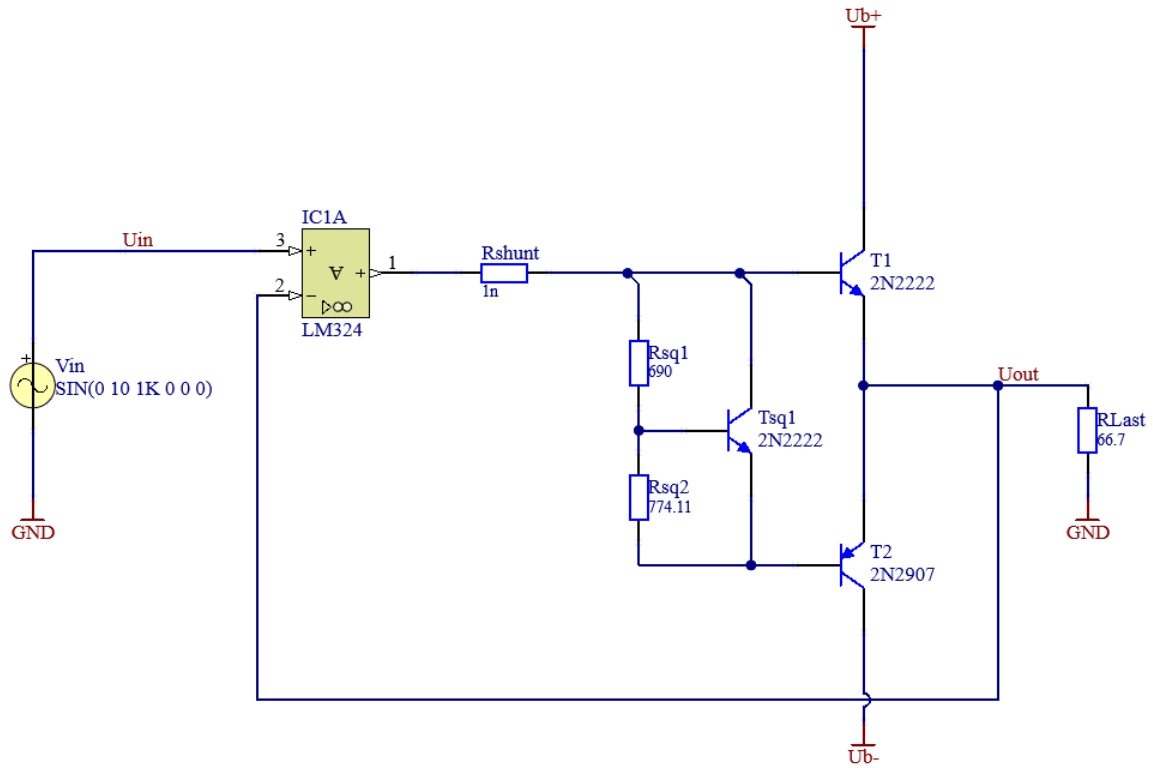 Ub+
IC1A
Uin
3
+
2
-
A
+
1
▷∞
LM324
Rshunt
1n
T1
2N2222
Rsq1
690
Uout
+
Vin
SIN(0 10 1K 0 0 0)
Tsq1
2N2222
RLast
66.7
Rsq2
774.11
GND
GND
T2
2N2907
Ub-